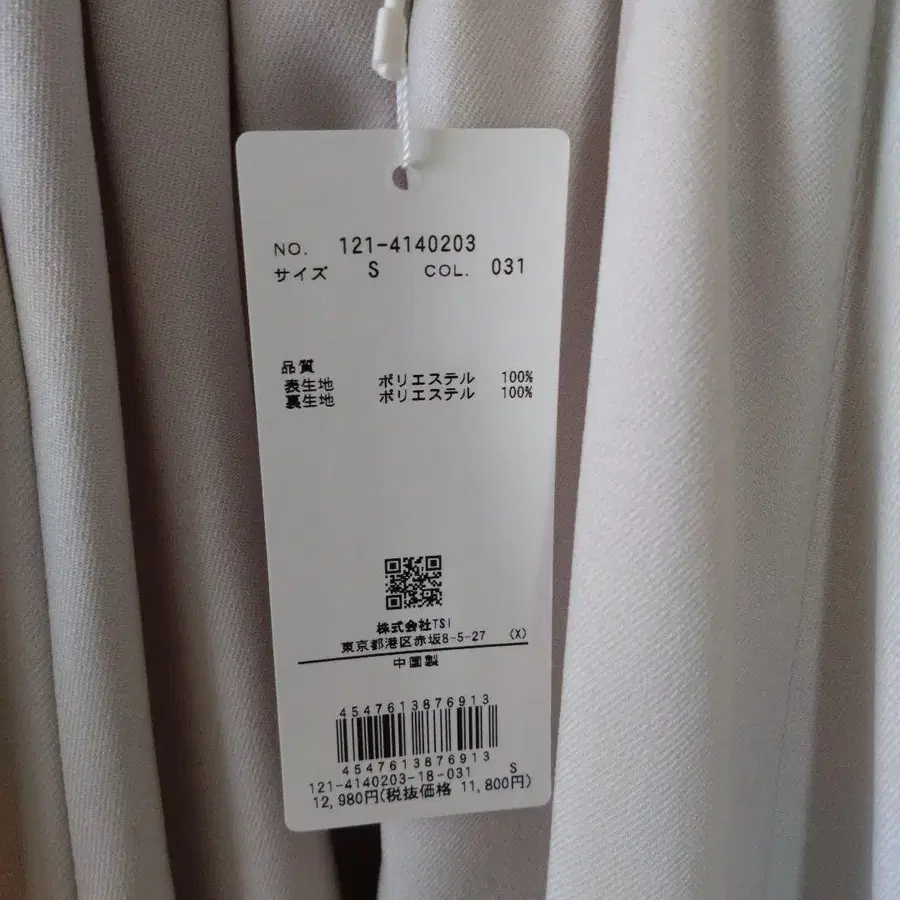 NO. 121-4140203
サイズ S COL. 031
品質
表生地 ポリエステル 100%
裏生地 ポリエステル 100%
株式会社TSI
東京都港区赤坂8-5-27 (X)
中国製
4547613876913
4547613876913
121-4140203-18-031 S
12,980円(税抜価格 11,800円)